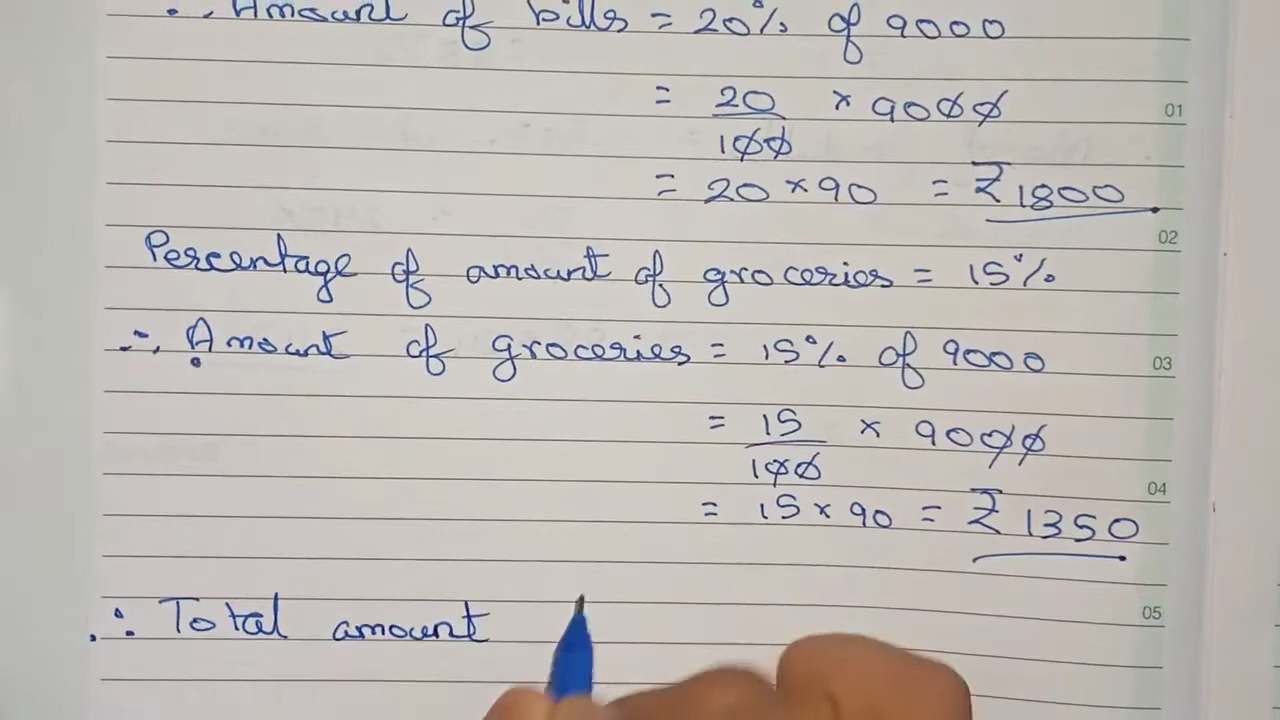 ∴ Amount of bills = 20% of 9000
= 20/100 × 9000
01
= 20 × 90 = ₹1800
02
Percentage of amount of groceries = 15%
∴ Amount of groceries = 15% of 9000
03
= 15/100 × 9000
04
= 15 × 90 = ₹1350
∴ Total amount
05